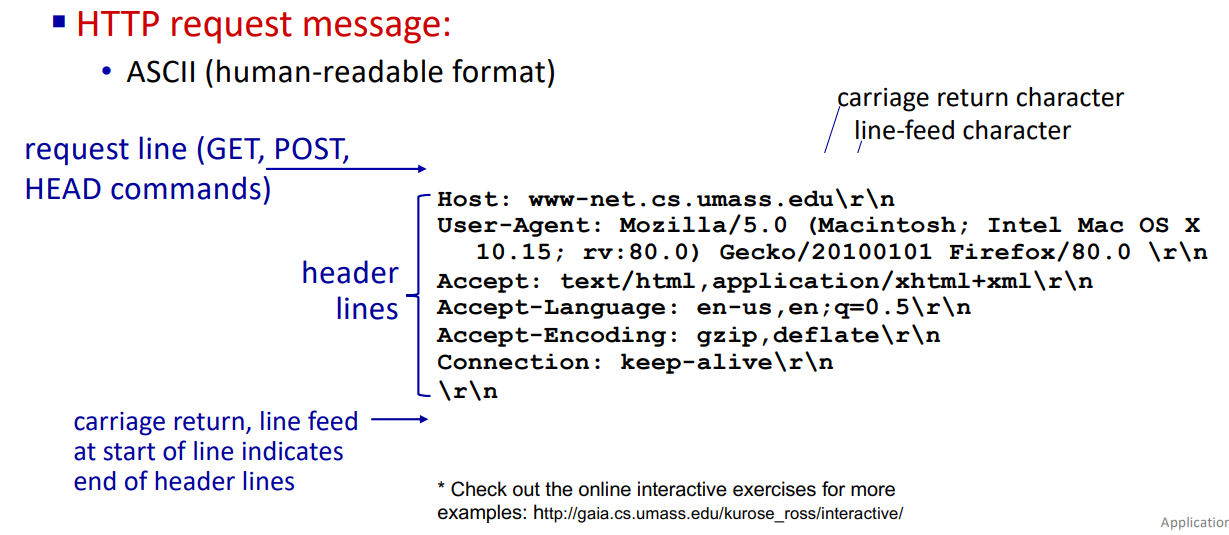 HTTP request message:
ASCII (human-readable format)
carriage return character
line-feed character
request line (GET, POST,
HEAD commands)
header
lines
Host: www-net.cs.umass.edu\r\n
User-Agent: Mozilla/5.0 (Macintosh; Intel Mac OS X
10.15; rv:80.0) Gecko/20100101 Firefox/80.0 \r\n
Accept: text/html,application/xhtml+xml\r\n
Accept-Language: en-us,en;q=0.5\r\n
Accept-Encoding: gzip,deflate\r\n
Connection: keep-alive\r\n
\r\n
carriage return, line feed
at start of line indicates
end of header lines
* Check out the online interactive exercises for more
examples: http://gaia.cs.umass.edu/kurose_ross/interactive/
Application